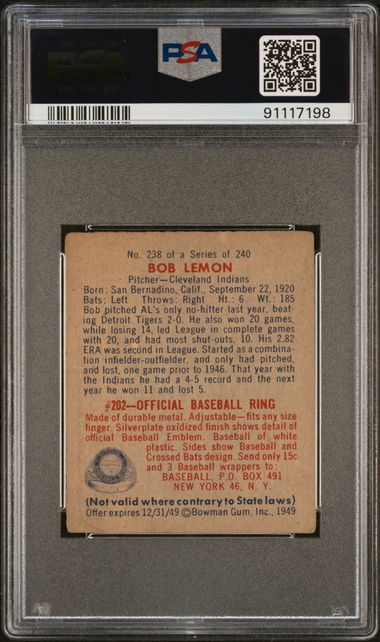 PSA
PSA
91117198
No. 238 of a Series of 240
BOB LEMON
Pitcher—Cleveland Indians
Born: San Bernadino, Calif., September 22, 1920
Bats: Left Throws: Right Ht.: 6 Wt.: 185
Bob pitched AL's only no-hitter last year, beat-
ing Detroit Tigers 2-0. He also won 20 games,
while losing 14, led League in complete games
with 20, and had most shut-outs, 10. His 2.82
ERA was second in League. Started as a combina-
tion infielder-outfielder, and only had pitched,
and lost, one game prior to 1946. That year with
the Indians he had a 4-5 record and the next
year he won 11 and lost 5.
#202—OFFICIAL BASEBALL RING
Made of durable metal. Adjustable—fits any size
finger. Silverplate oxidized finish shows detail of
official Baseball Emblem. Baseball of white
plastic. Sides show Baseball and
Crossed Bats design. Send only 15c
and 3 Baseball wrappers to:
BASEBALL, P.O. BOX 491
NEW YORK 46, N. Y.
(Not valid where contrary to State laws)
Offer expires 12/31/49 ©Bowman Gum, Inc., 1949